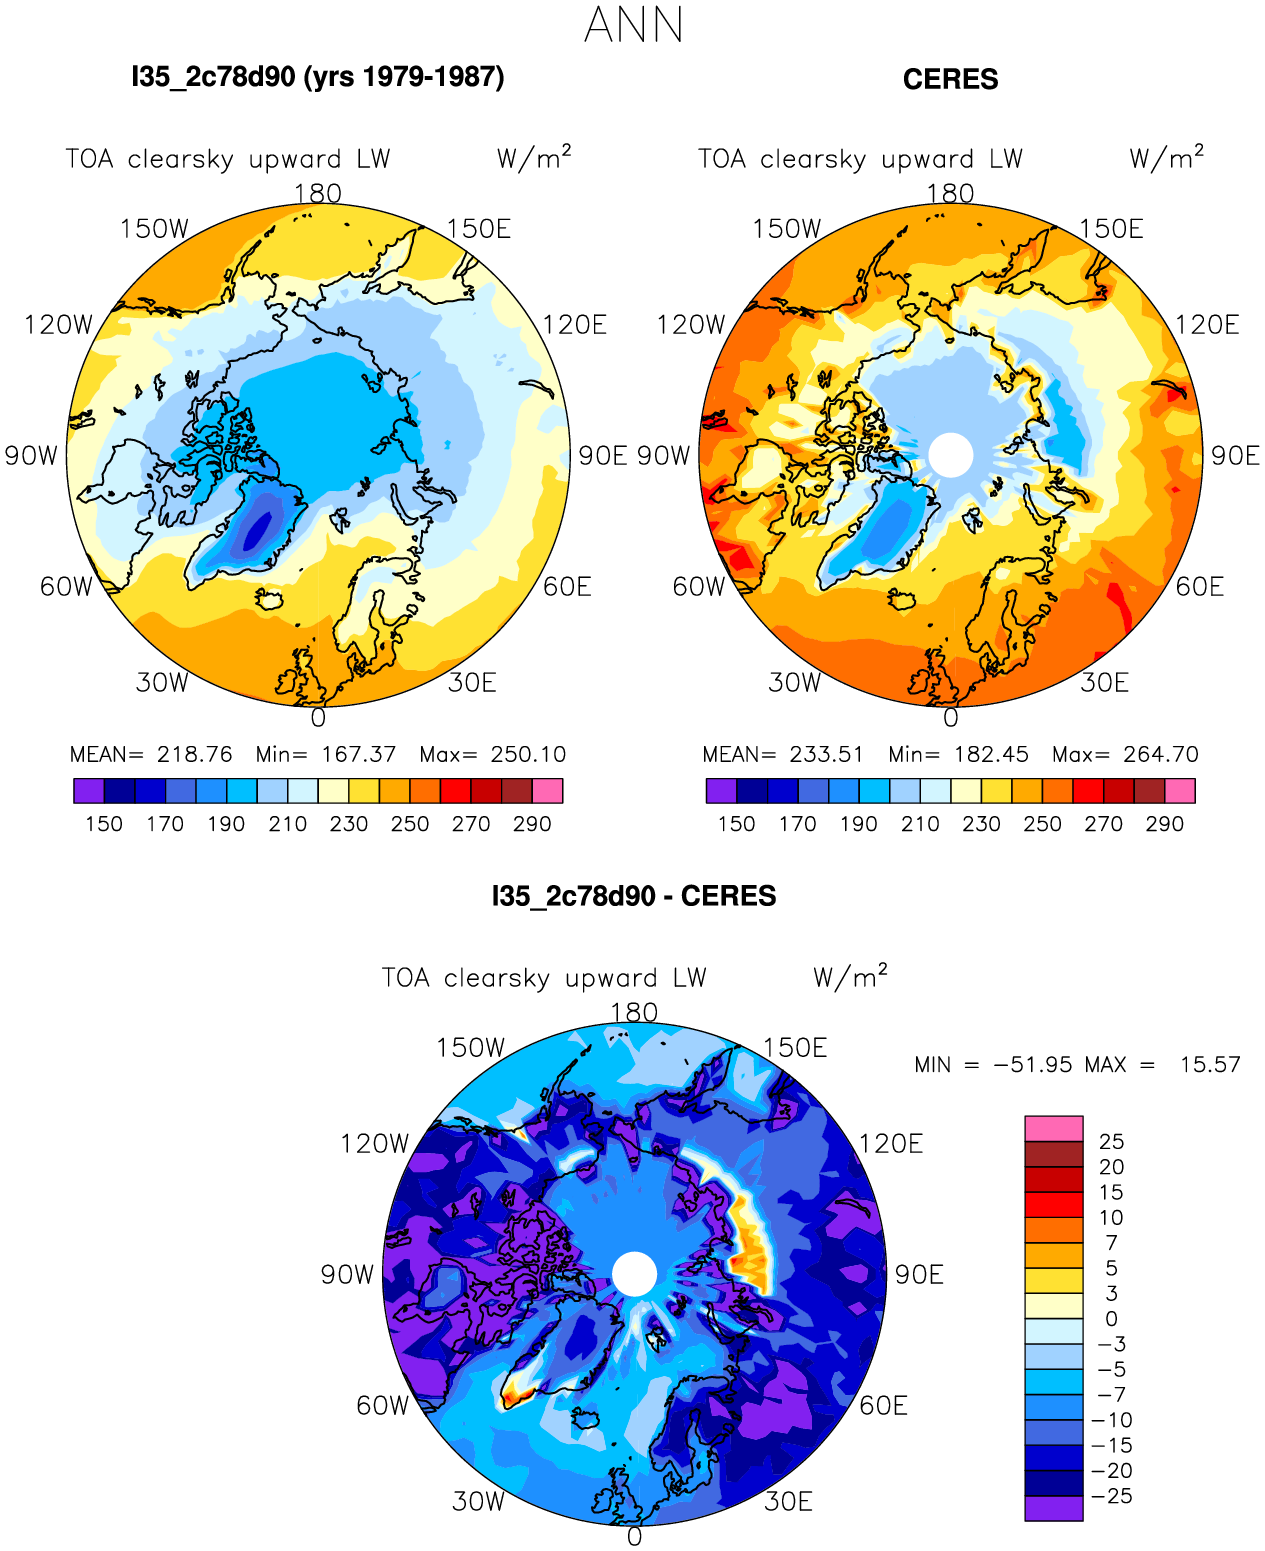 ANN
I35_2c78d90 (yrs 1979-1987)
TOA clearsky upward LW W/m²
180
150W 150E
120W 120E
90W 90E
60W 60E
30W 30E
0
MEAN= 218.76 Min= 167.37 Max= 250.10
150 170 190 210 230 250 270 290
CERES
TOA clearsky upward LW W/m²
180
150W 150E
120W 120E
90W 90E
60W 60E
30W 30E
0
MEAN= 233.51 Min= 182.45 Max= 264.70
150 170 190 210 230 250 270 290
I35_2c78d90 - CERES
TOA clearsky upward LW W/m²
180
150W 150E
120W 120E
90W 90E
60W 60E
30W 30E
0
MIN = −51.95 MAX = 15.57
25
20
15
10
7
5
3
0
−3
−5
−7
−10
−15
−20
−25